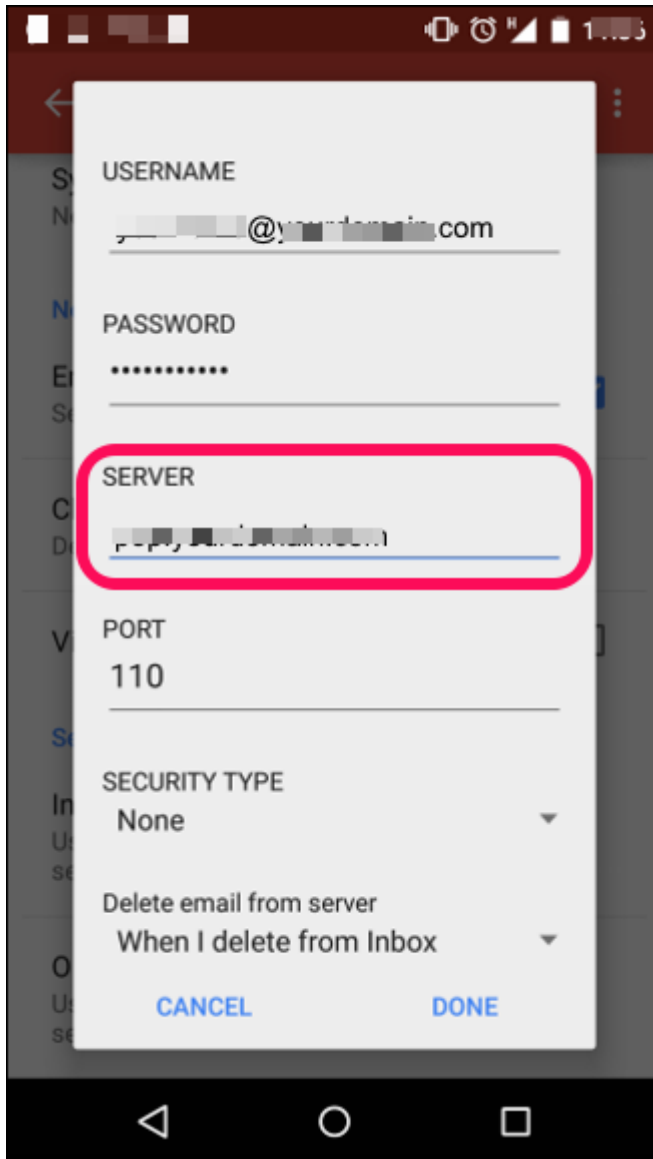 USERNAME
@ .com
PASSWORD
SERVER
PORT
110
SECURITY TYPE
None
Delete email from server
When I delete from Inbox
CANCEL
DONE